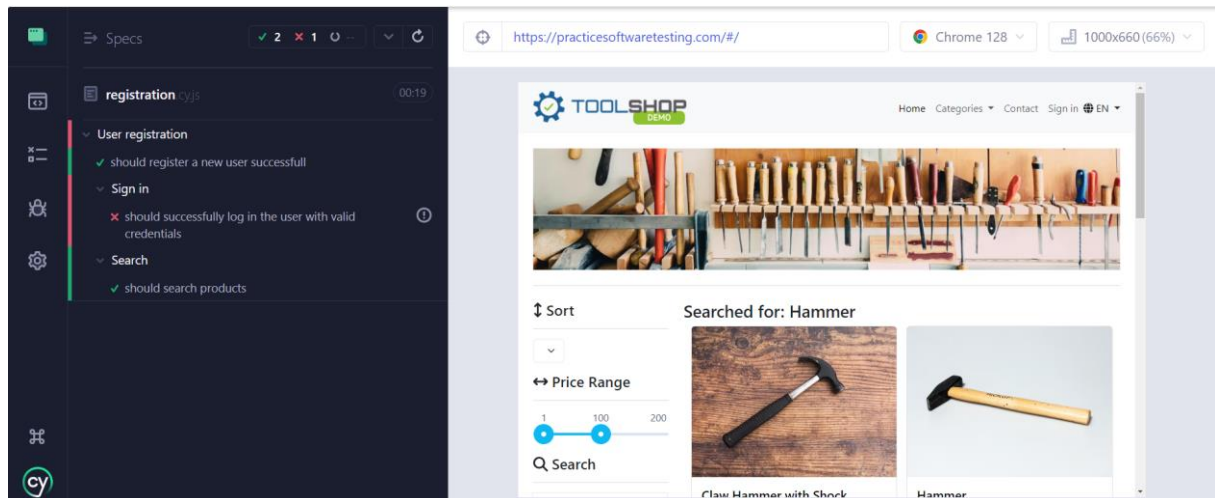 Specs
2
1
--
registration.cy.js
00:19
User registration
should register a new user successfull
Sign in
should successfully log in the user with valid
credentials
Search
should search products
cy
https://practicesoftwaretesting.com/#/
Chrome 128
1000x660 (66%)
TOOLSHOP
DEMO
Home Categories Contact Sign in EN
Sort
Searched for: Hammer
Price Range
1 100 200
Search
Claw Hammer with Shock
Hammer